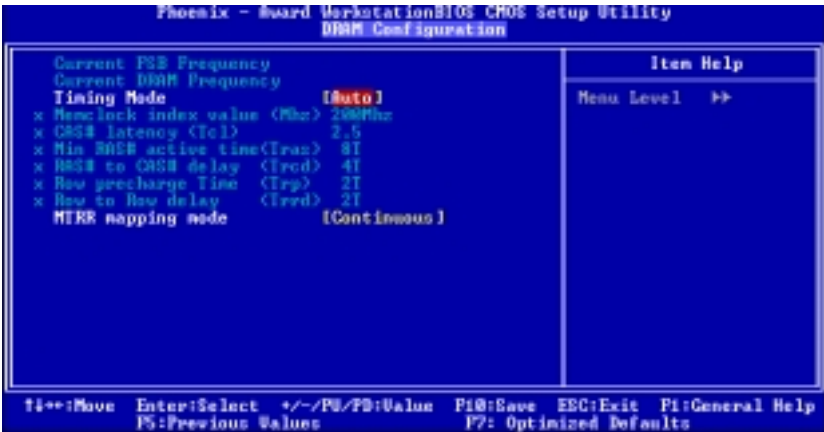 Phoenix - Award WorkstationBIOS CMOS Setup Utility
DRAM Configuration
Current FSB Frequency
Current DRAM Frequency
Timing Mode [Auto]
x Memclock index value (Mhz) 200Mhz
x CAS# latency (Tcl) 2.5
x Min RAS# active time(Tras) 8T
x RAS# to CAS# delay (Trcd) 4T
x Row precharge Time (Trp) 2T
x Row to Row delay (Trrd) 2T
MTRR mapping mode [Continuous]
Item Help
Menu Level ►►
↑↓→←:Move Enter:Select +/-/PU/PD:Value F10:Save ESC:Exit F1:General Help
F5:Previous Values F7: Optimized Defaults